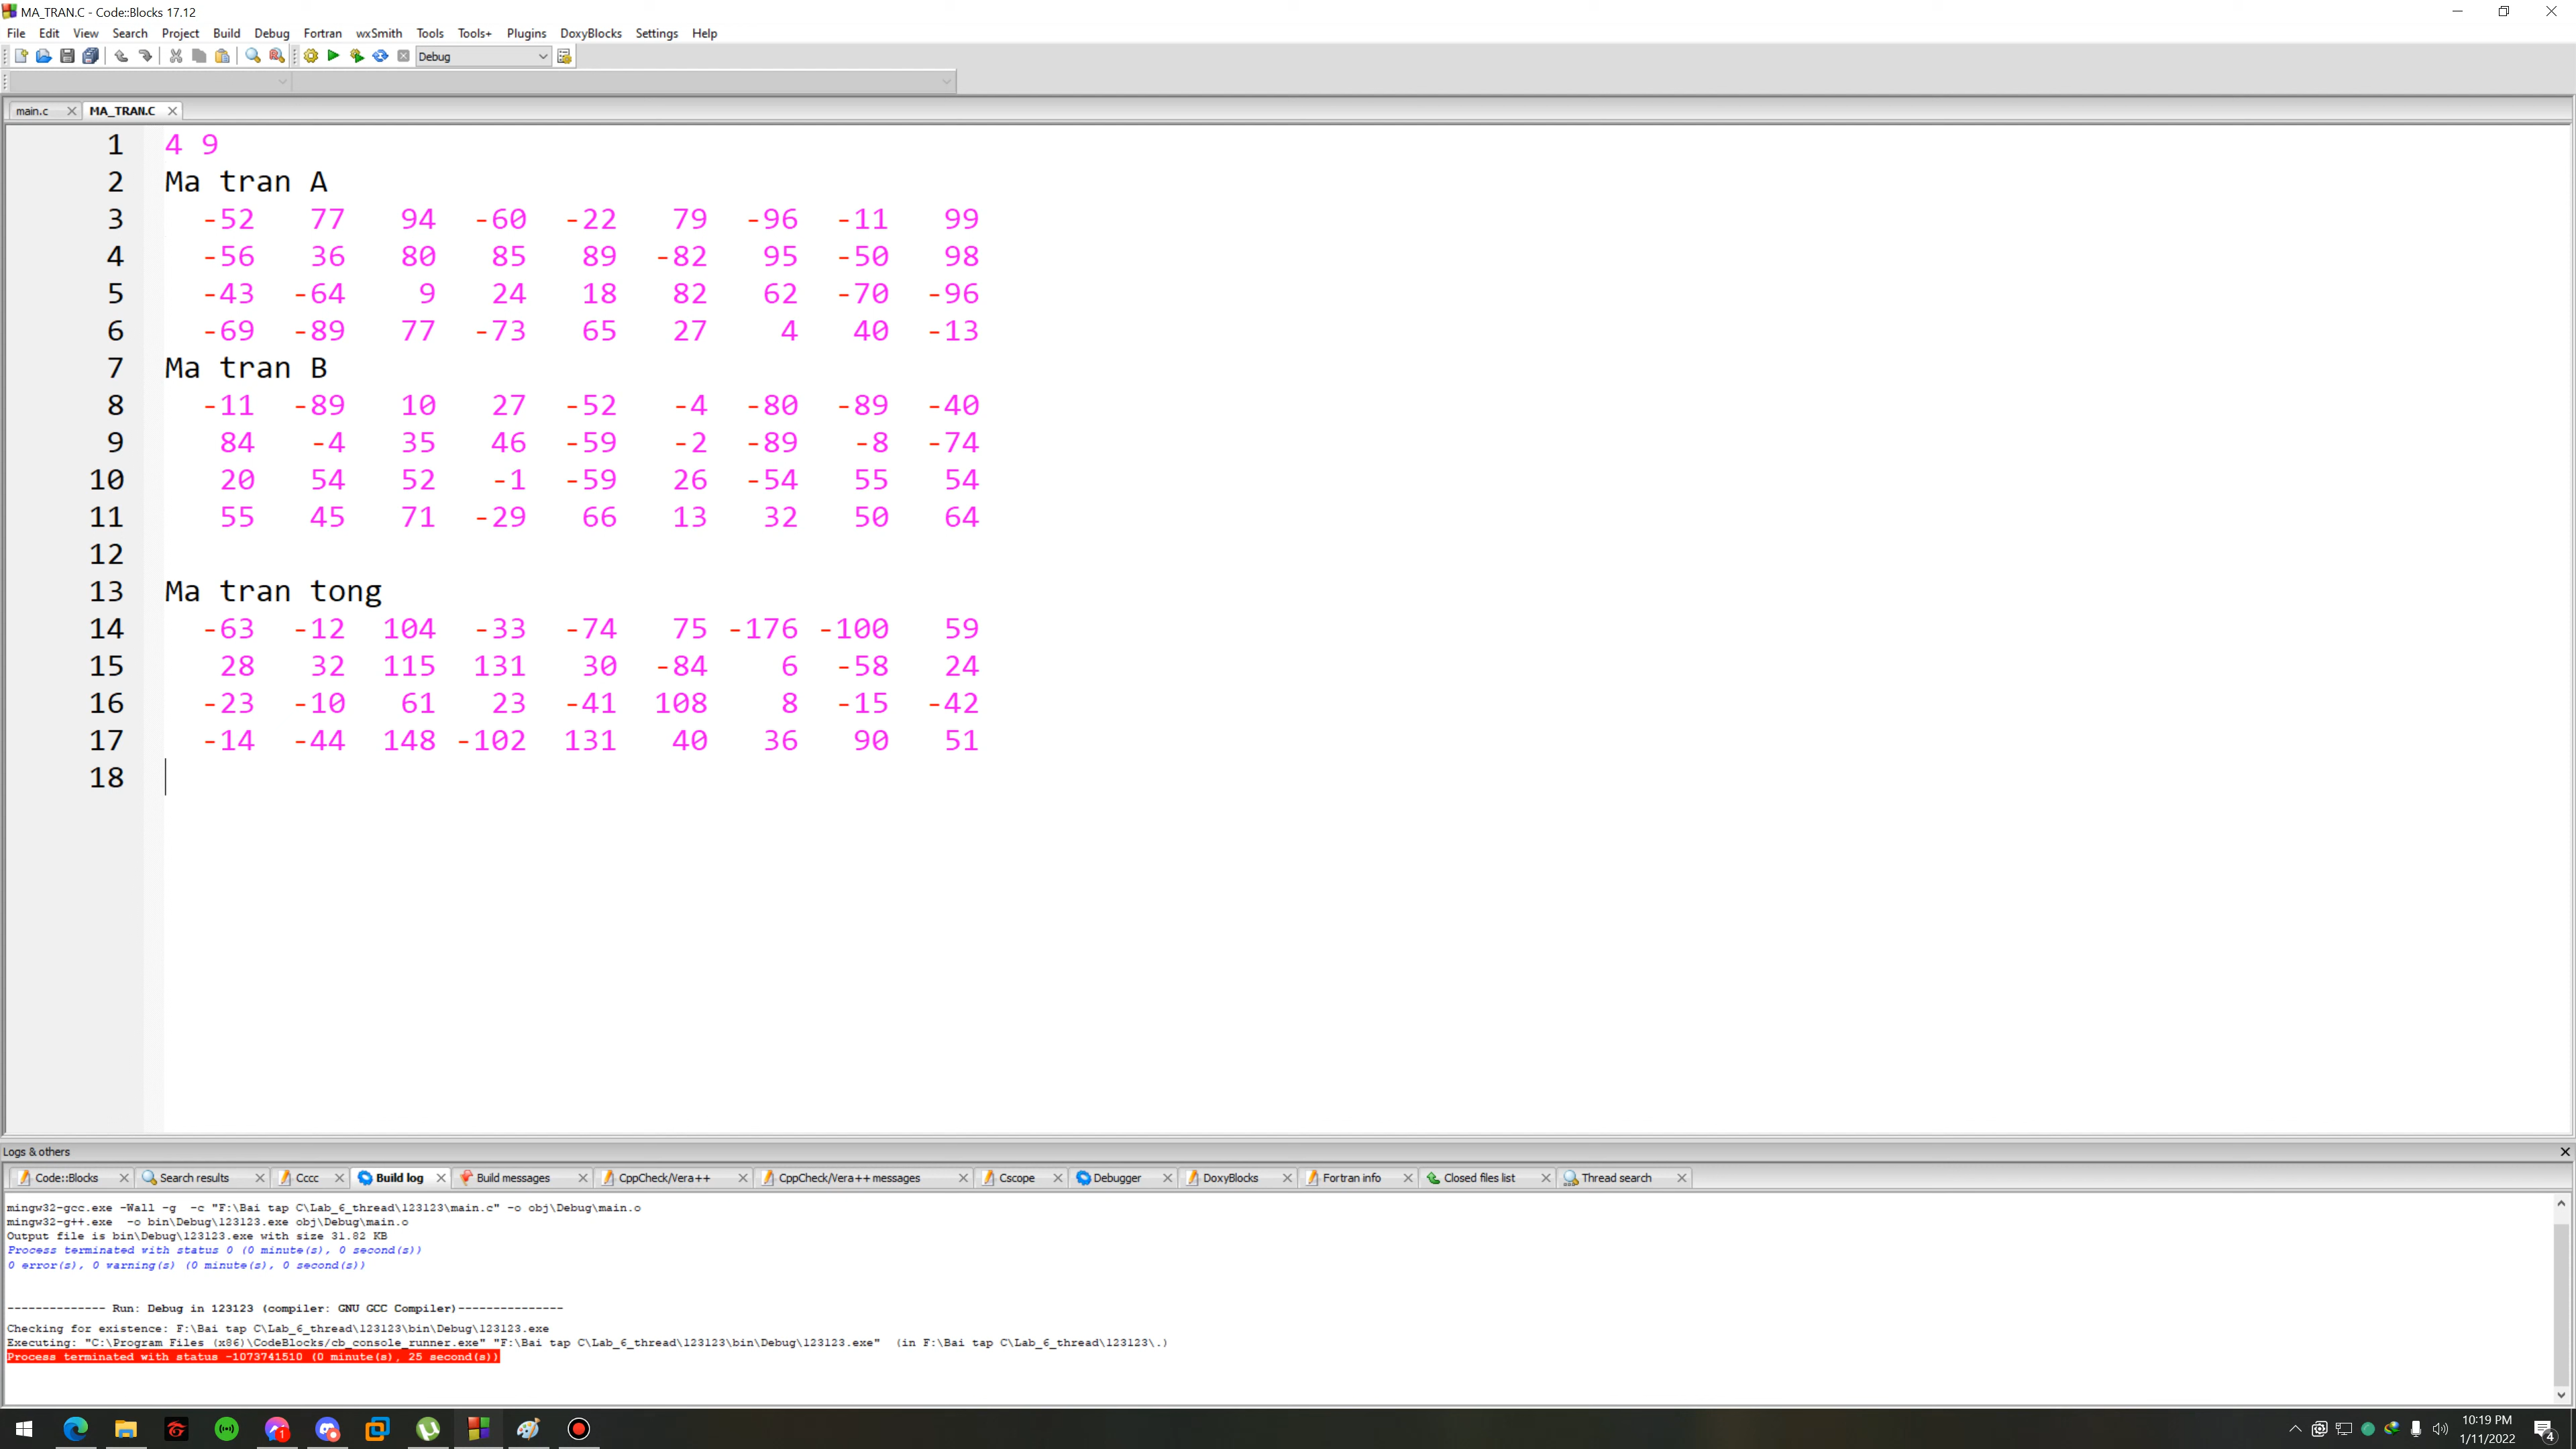 MA_TRAN.C - Code::Blocks 17.12
File Edit View Search Project Build Debug Fortran wxSmith Tools Tools+ Plugins DoxyBlocks Settings Help
Debug
main.c MA_TRAN.C
1 4 9
2 Ma tran A
3 -52 77 94 -60 -22 79 -96 -11 99
4 -56 36 80 85 89 -82 95 -50 98
5 -43 -64 9 24 18 82 62 -70 -96
6 -69 -89 77 -73 65 27 4 40 -13
7 Ma tran B
8 -11 -89 10 27 -52 -4 -80 -89 -40
9 84 -4 35 46 -59 -2 -89 -8 -74
10 20 54 52 -1 -59 26 -54 55 54
11 55 45 71 -29 66 13 32 50 64
12
13 Ma tran tong
14 -63 -12 104 -33 -74 75 -176 -100 59
15 28 32 115 131 30 -84 6 -58 24
16 -23 -10 61 23 -41 108 8 -15 -42
17 -14 -44 148 -102 131 40 36 90 51
18
Logs & others
Code::Blocks Search results Cccc Build log Build messages CppCheck/Vera++ CppCheck/Vera++ messages Cscope Debugger DoxyBlocks Fortran info Closed files list Thread search
mingw32-gcc.exe -Wall -g -c "F:\Bai tap C\Lab_6_thread\123123\main.c" -o obj\Debug\main.o
mingw32-g++.exe -o bin\Debug\123123.exe obj\Debug\main.o
Output file is bin\Debug\123123.exe with size 31.82 KB
Process terminated with status 0 (0 minute(s), 0 second(s))
0 error(s), 0 warning(s) (0 minute(s), 0 second(s))
-------------- Run: Debug in 123123 (compiler: GNU GCC Compiler)---------------
Checking for existence: F:\Bai tap C\Lab_6_thread\123123\bin\Debug\123123.exe
Executing: "C:\Program Files (x86)\CodeBlocks/cb_console_runner.exe" "F:\Bai tap C\Lab_6_thread\123123\bin\Debug\123123.exe" (in F:\Bai tap C\Lab_6_thread\123123\.)
Process terminated with status -1073741510 (0 minute(s), 25 second(s))
1
10:19 PM
1/11/2022
4